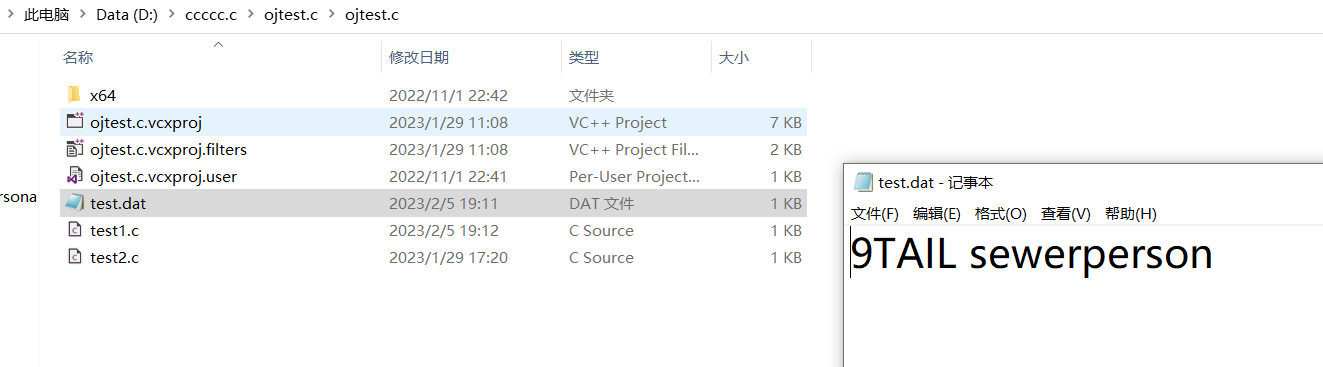 此电脑 > Data (D:) > ccccc.c > ojtest.c > ojtest.c
名称 修改日期 类型 大小
x64 2022/11/1 22:42 文件夹
ojtest.c.vcxproj 2023/1/29 11:08 VC++ Project 7 KB
ojtest.c.vcxproj.filters 2023/1/29 11:08 VC++ Project Fil... 2 KB
ojtest.c.vcxproj.user 2022/11/1 22:41 Per-User Project... 1 KB
rsona
test.dat 2023/2/5 19:11 DAT 文件 1 KB
test1.c 2023/2/5 19:12 C Source 1 KB
test2.c 2023/1/29 17:20 C Source 1 KB
test.dat - 记事本
文件(F) 编辑(E) 格式(O) 查看(V) 帮助(H)
9TAIL sewerperson